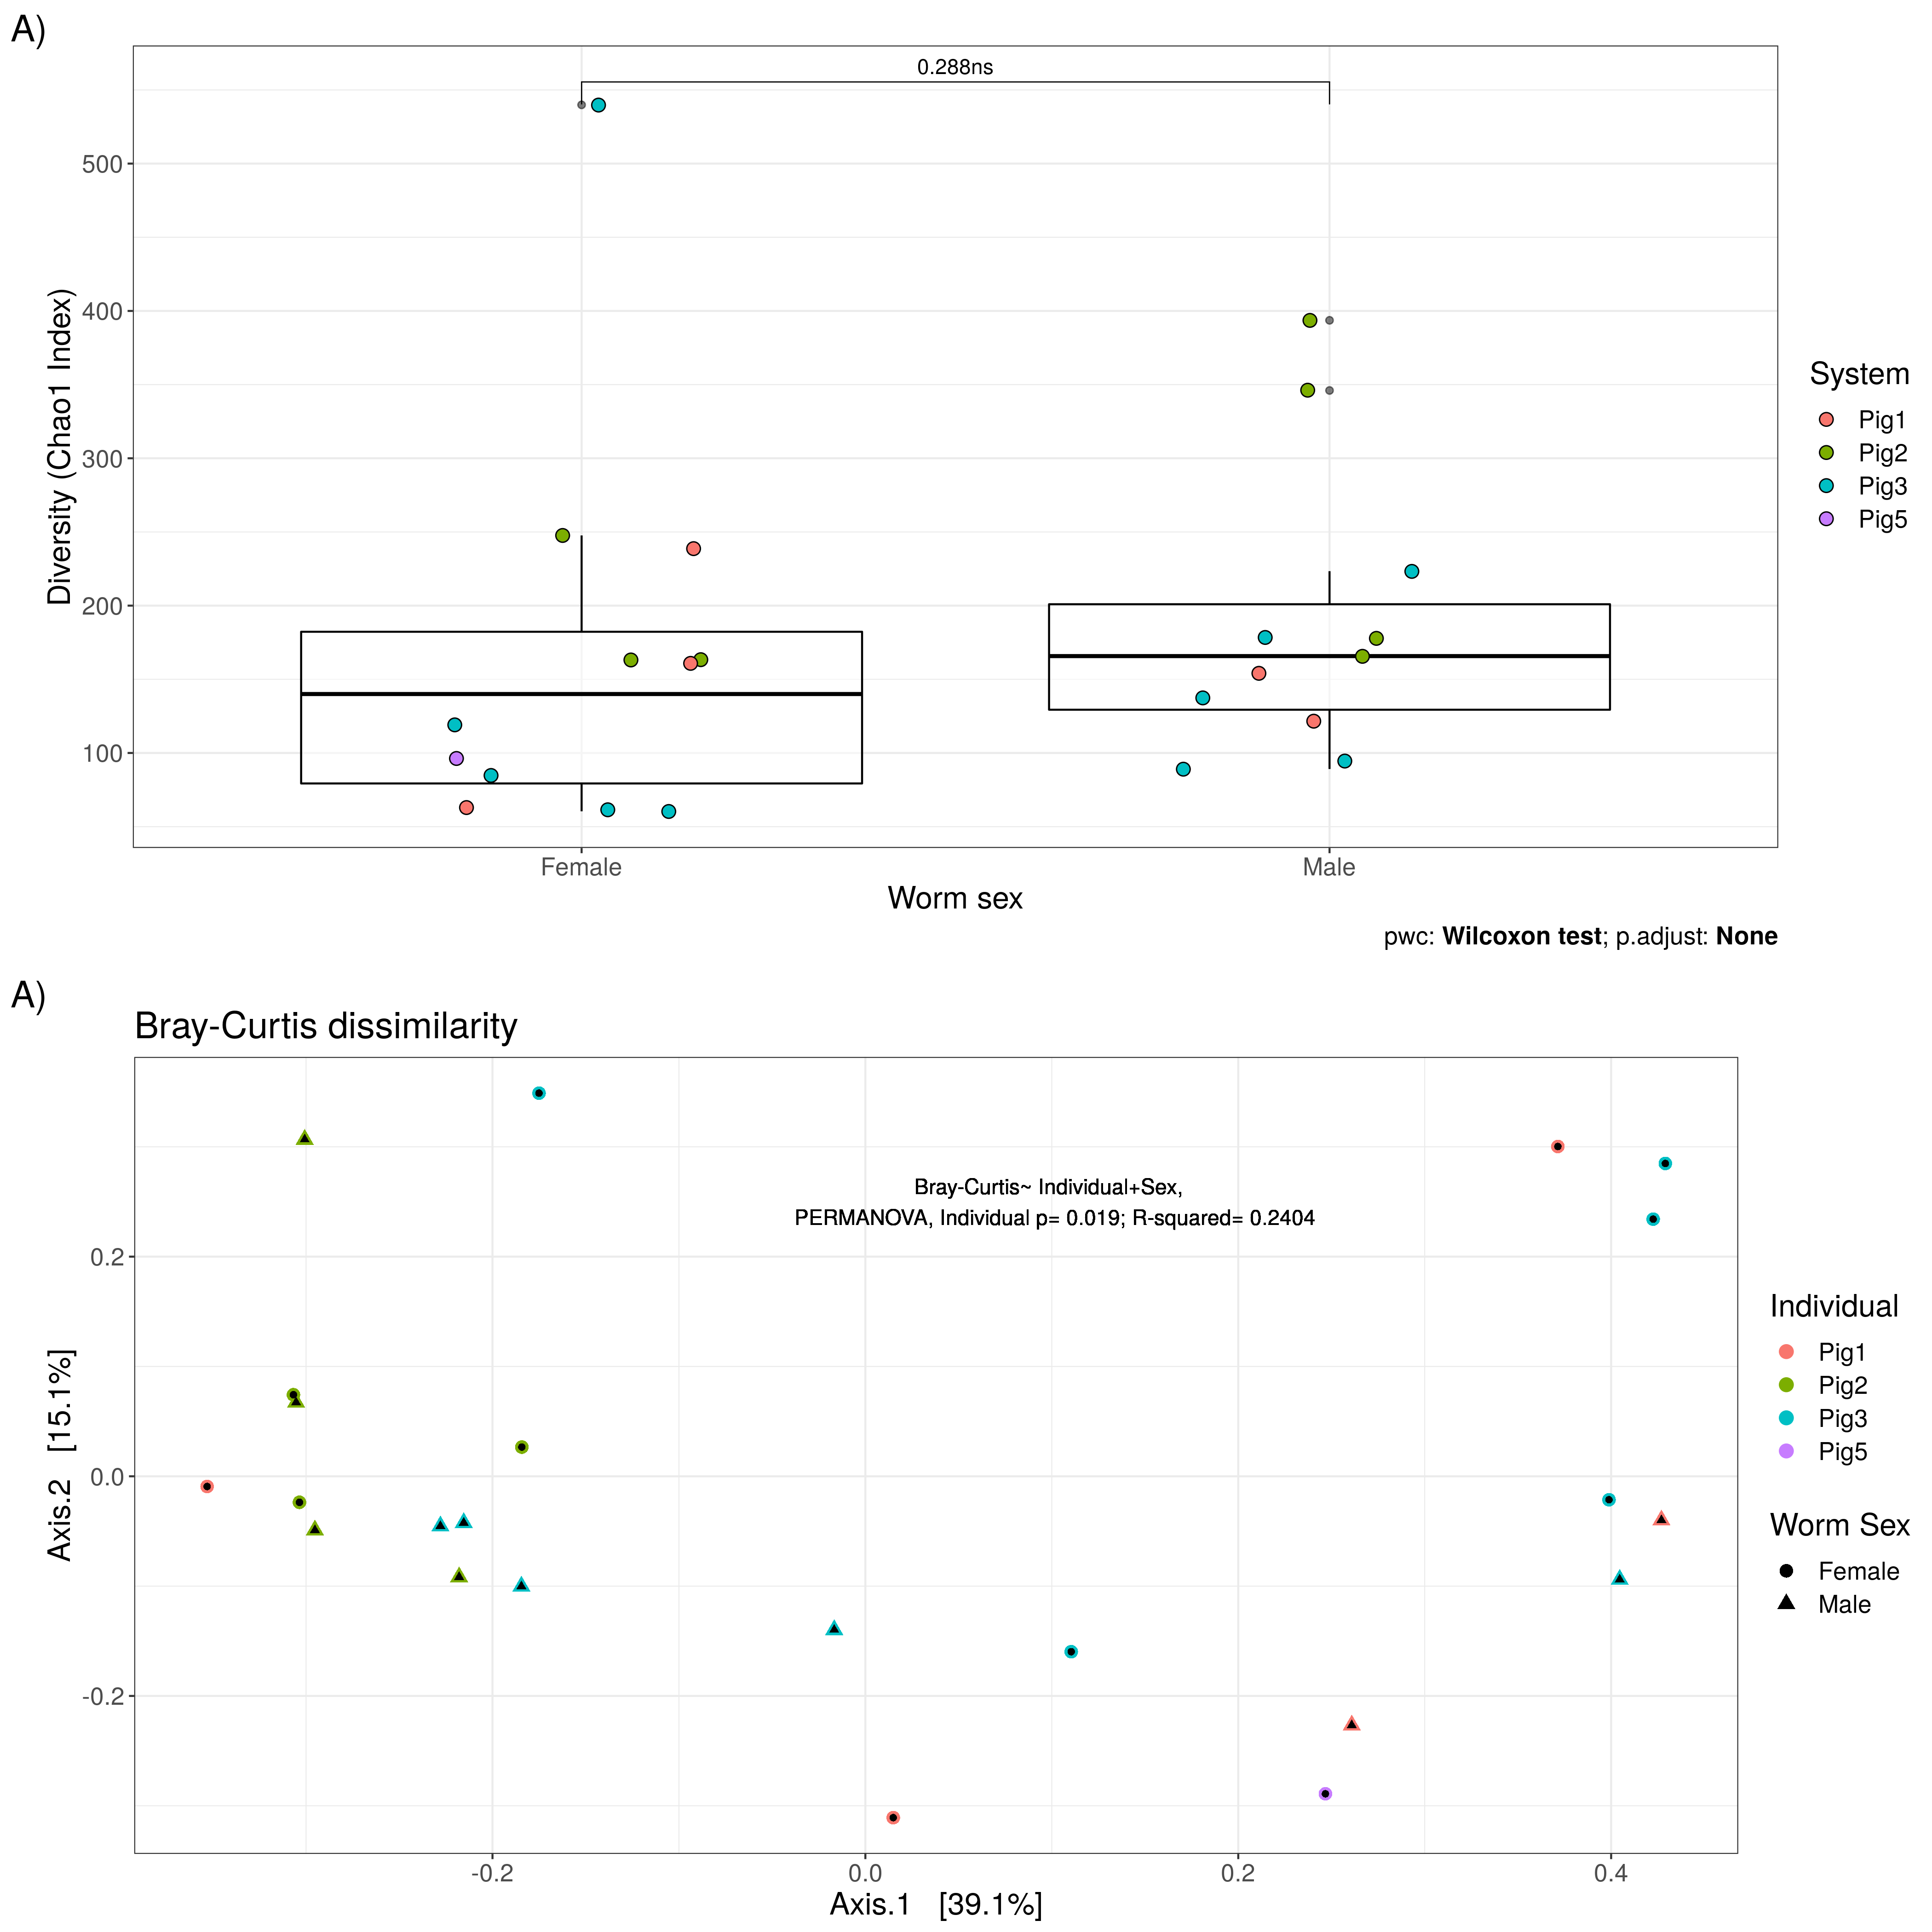 A)
0.288ns
500
400
300
200
100
Diversity (Chao1 Index)
Female
Male
Worm sex
pwc: Wilcoxon test; p.adjust: None
System
Pig1
Pig2
Pig3
Pig5
A)
Bray-Curtis dissimilarity
Bray-Curtis~ Individual+Sex,
PERMANOVA, Individual p= 0.019; R-squared= 0.2404
0.2
0.0
-0.2
Axis.2 [15.1%]
-0.2
0.0
0.2
0.4
Axis.1 [39.1%]
Individual
Pig1
Pig2
Pig3
Pig5
Worm Sex
Female
Male